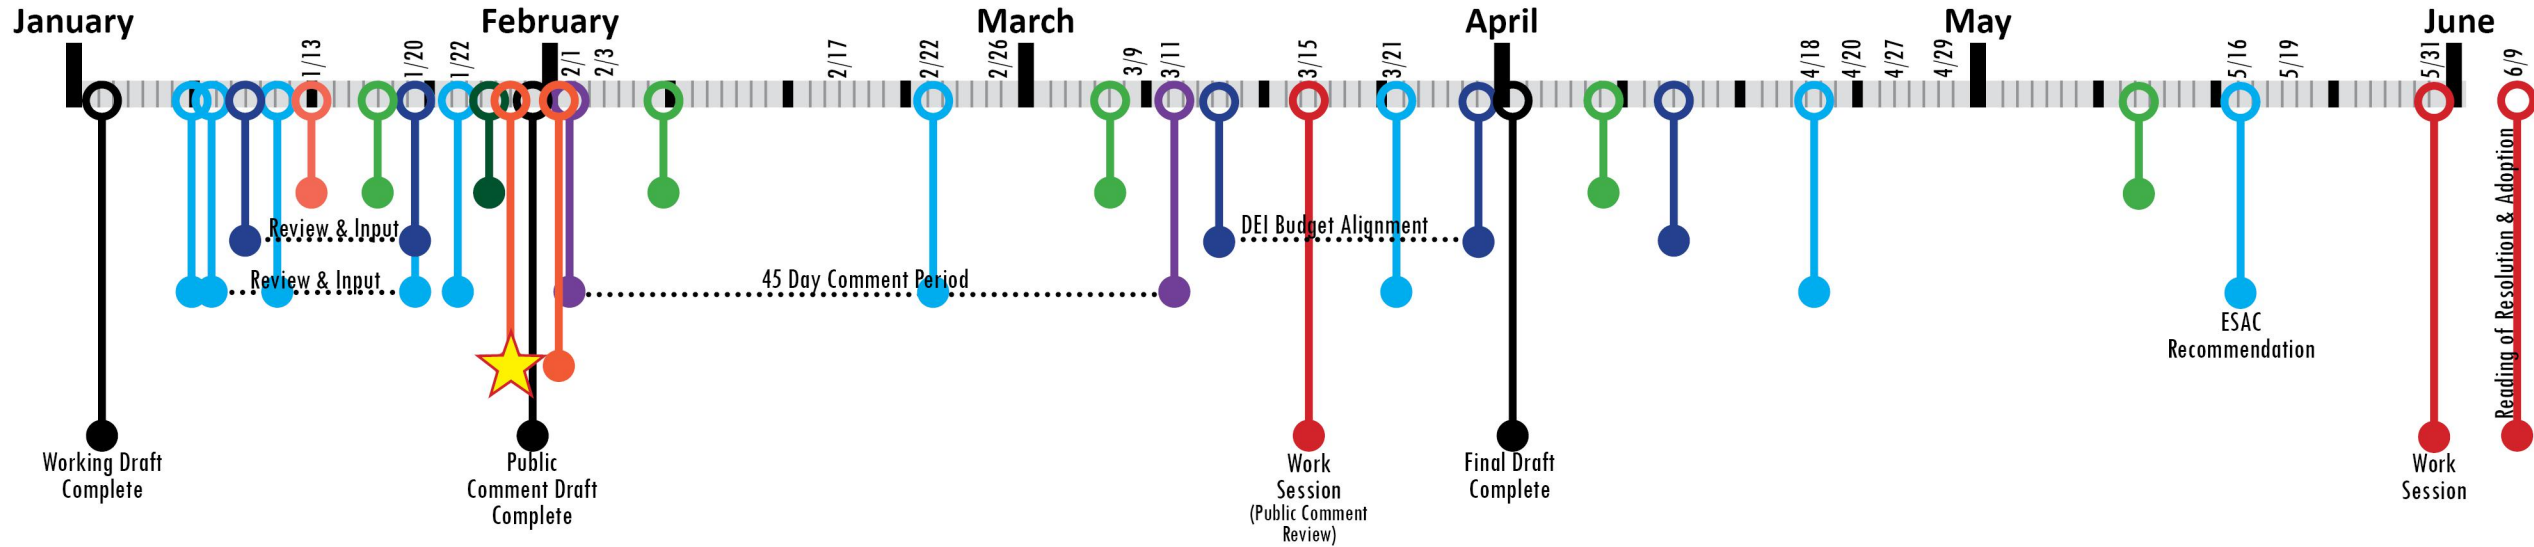 January
February
March
April
May
June
1/13
1/20
1/22
2/1
2/3
2/17
2/22
2/26
3/9
3/11
3/15
3/21
4/18
4/20
4/27
4/29
5/16
5/19
5/31
6/9
Review & Input
Review & Input
45 Day Comment Period
DEI Budget Alignment
ESAC
Recommendation
Reading of Resolution & Adoption
Working Draft
Complete
Public
Comment Draft
Complete
Work
Session
(Public Comment
Review)
Final Draft
Complete
Work
Session